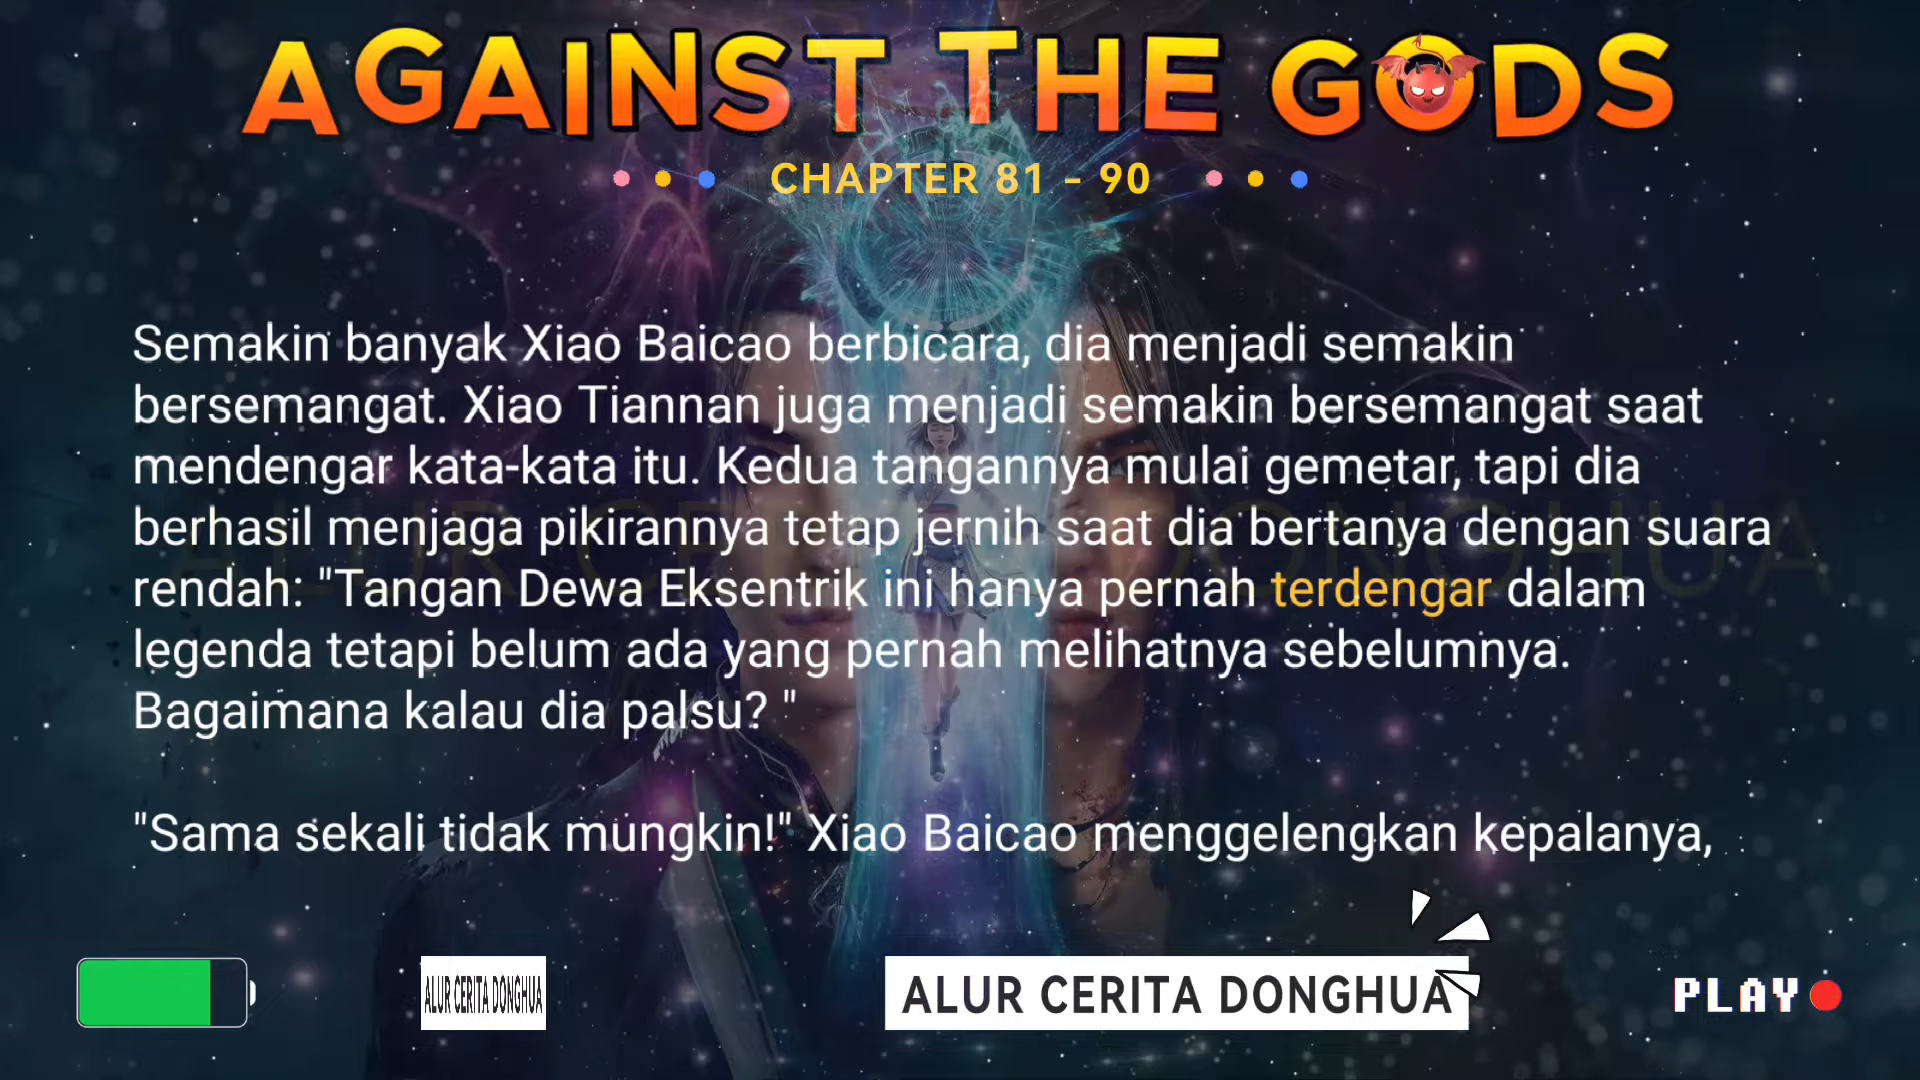 AGAINST THE GODS
CHAPTER 81 - 90
Semakin banyak Xiao Baicao berbicara, dia menjadi semakin
bersemangat. Xiao Tiannan juga menjadi semakin bersemangat saat
mendengar kata-kata itu. Kedua tangannya mulai gemetar, tapi dia
berhasil menjaga pikirannya tetap jernih saat dia bertanya dengan suara
rendah: "Tangan Dewa Eksentrik ini hanya pernah terdengar dalam
legenda tetapi belum ada yang pernah melihatnya sebelumnya.
Bagaimana kalau dia palsu? "
"Sama sekali tidak mungkin!" Xiao Baicao menggelengkan kepalanya,
ALUR CERITA DONGHUA
ALUR CERITA DONGHUA
ALUR CERITA DONGHUA
PLAY